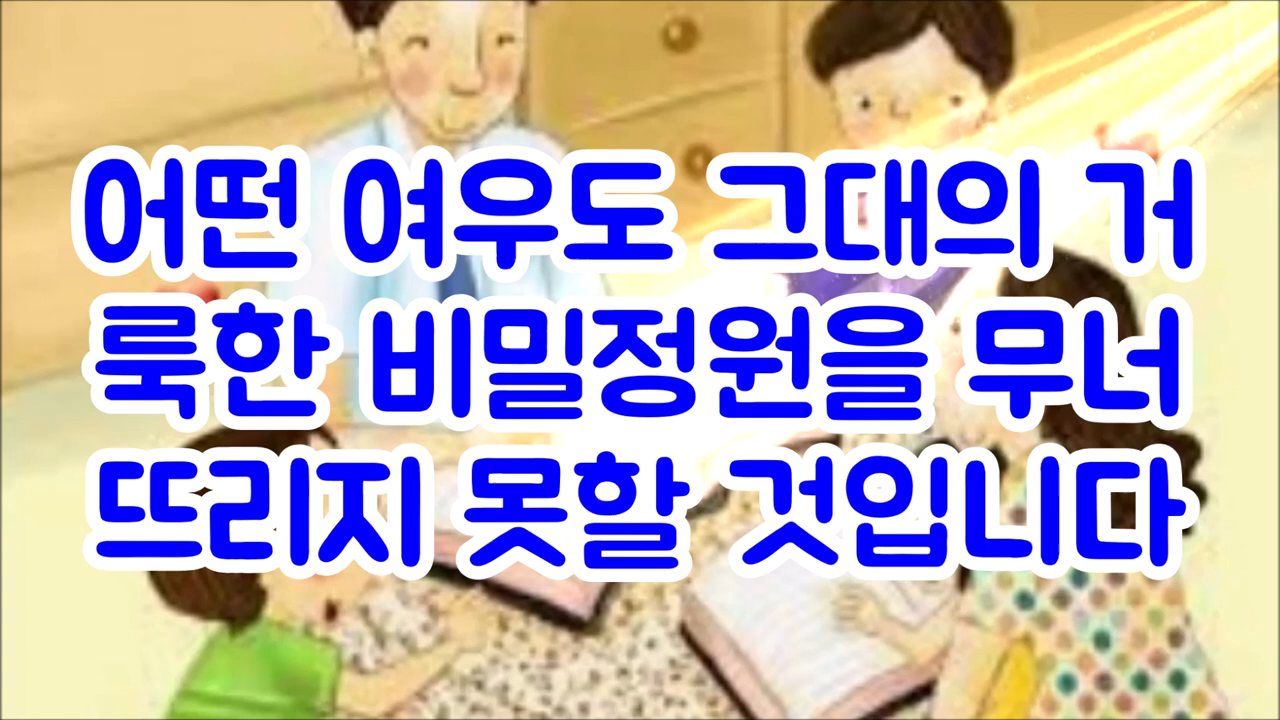 어떤 여우도 그대의 거
룩한 비밀정원을 무너
뜨리지 못할 것입니다